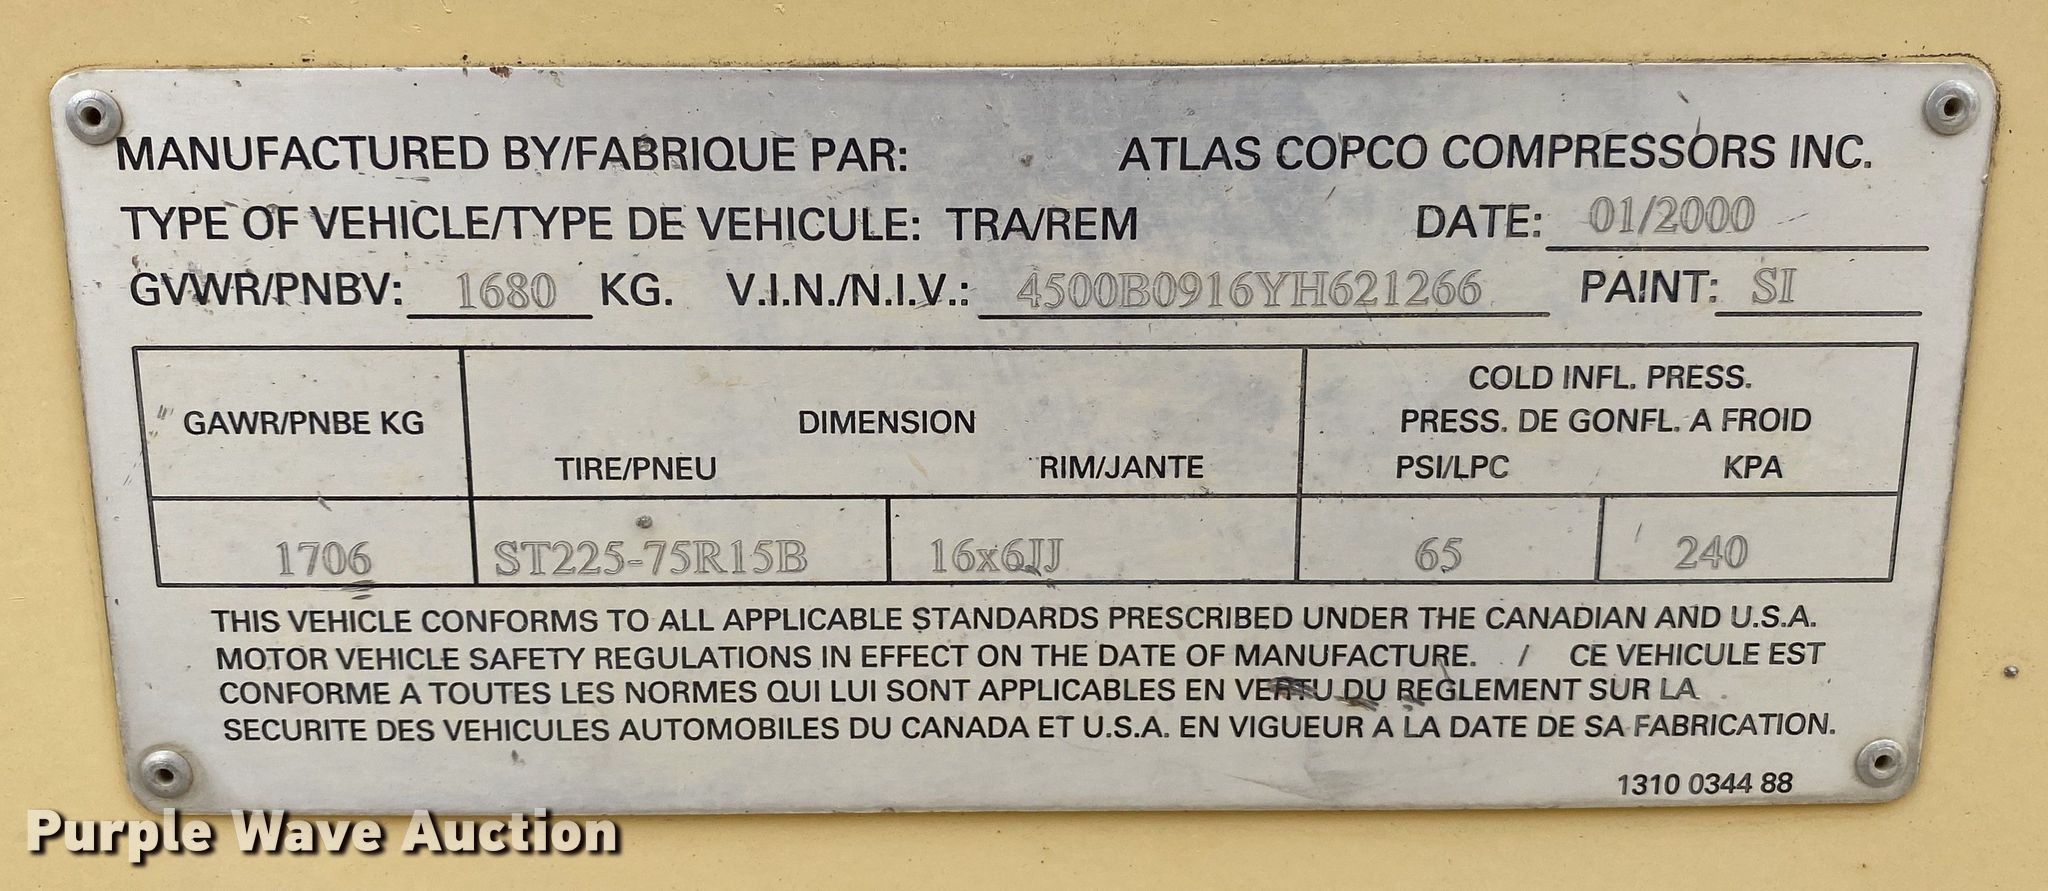 MANUFACTURED BY/FABRIQUE PAR: ATLAS COPCO COMPRESSORS INC.
TYPE OF VEHICLE/TYPE DE VEHICULE: TRA/REM DATE: 01/2000
GVWR/PNBV: 1680 KG. V.I.N./N.I.V.: 4500B0916YH621266 PAINT: SI
COLD INFL. PRESS.
GAWR/PNBE KG DIMENSION PRESS. DE GONFL. A FROID
TIRE/PNEU RIM/JANTE PSI/LPC KPA
1706 ST225-75R15B 16x6JJ 65 240
THIS VEHICLE CONFORMS TO ALL APPLICABLE STANDARDS PRESCRIBED UNDER THE CANADIAN AND U.S.A.
MOTOR VEHICLE SAFETY REGULATIONS IN EFFECT ON THE DATE OF MANUFACTURE. / CE VEHICULE EST
CONFORME A TOUTES LES NORMES QUI LUI SONT APPLICABLES EN VERTU DU REGLEMENT SUR LA
SECURITE DES VEHICULES AUTOMOBILES DU CANADA ET U.S.A. EN VIGUEUR A LA DATE DE SA FABRICATION.
1310 0344 88
Purple Wave Auction